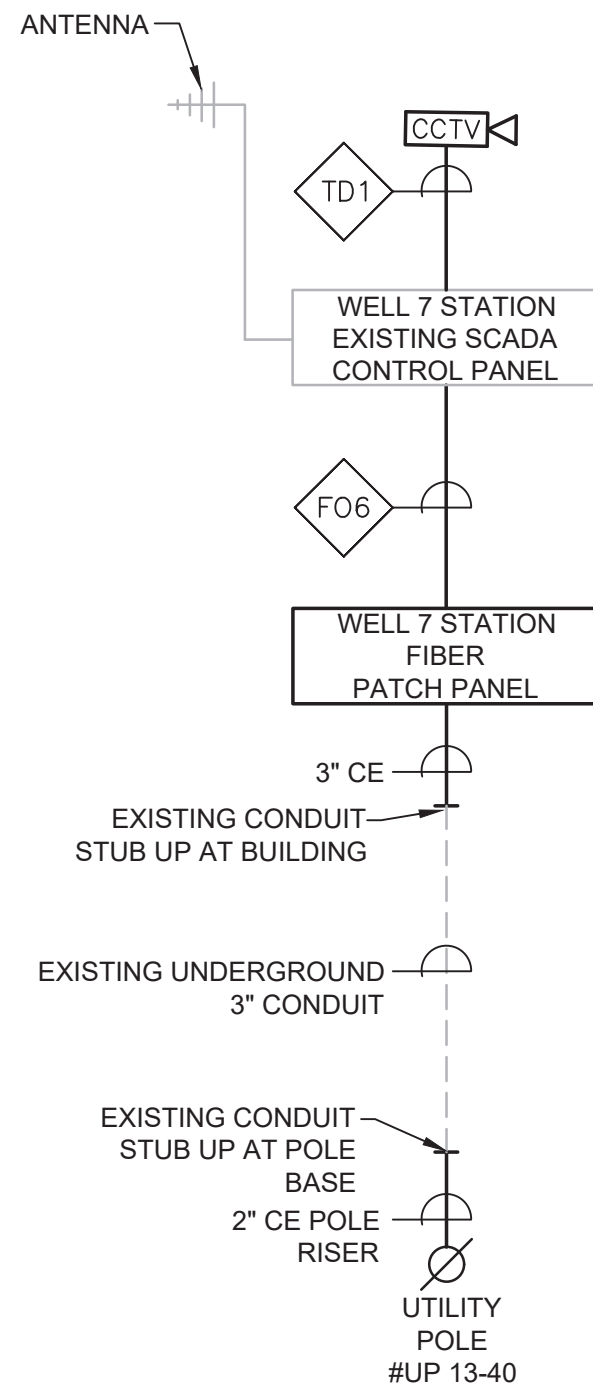 ANTENNA
CCTV
TD1
WELL 7 STATION
EXISTING SCADA
CONTROL PANEL
FO6
WELL 7 STATION
FIBER
PATCH PANEL
3" CE
EXISTING CONDUIT
STUB UP AT BUILDING
EXISTING UNDERGROUND
3" CONDUIT
EXISTING CONDUIT
STUB UP AT POLE
BASE
2" CE POLE
RISER
UTILITY
POLE
#UP 13-40